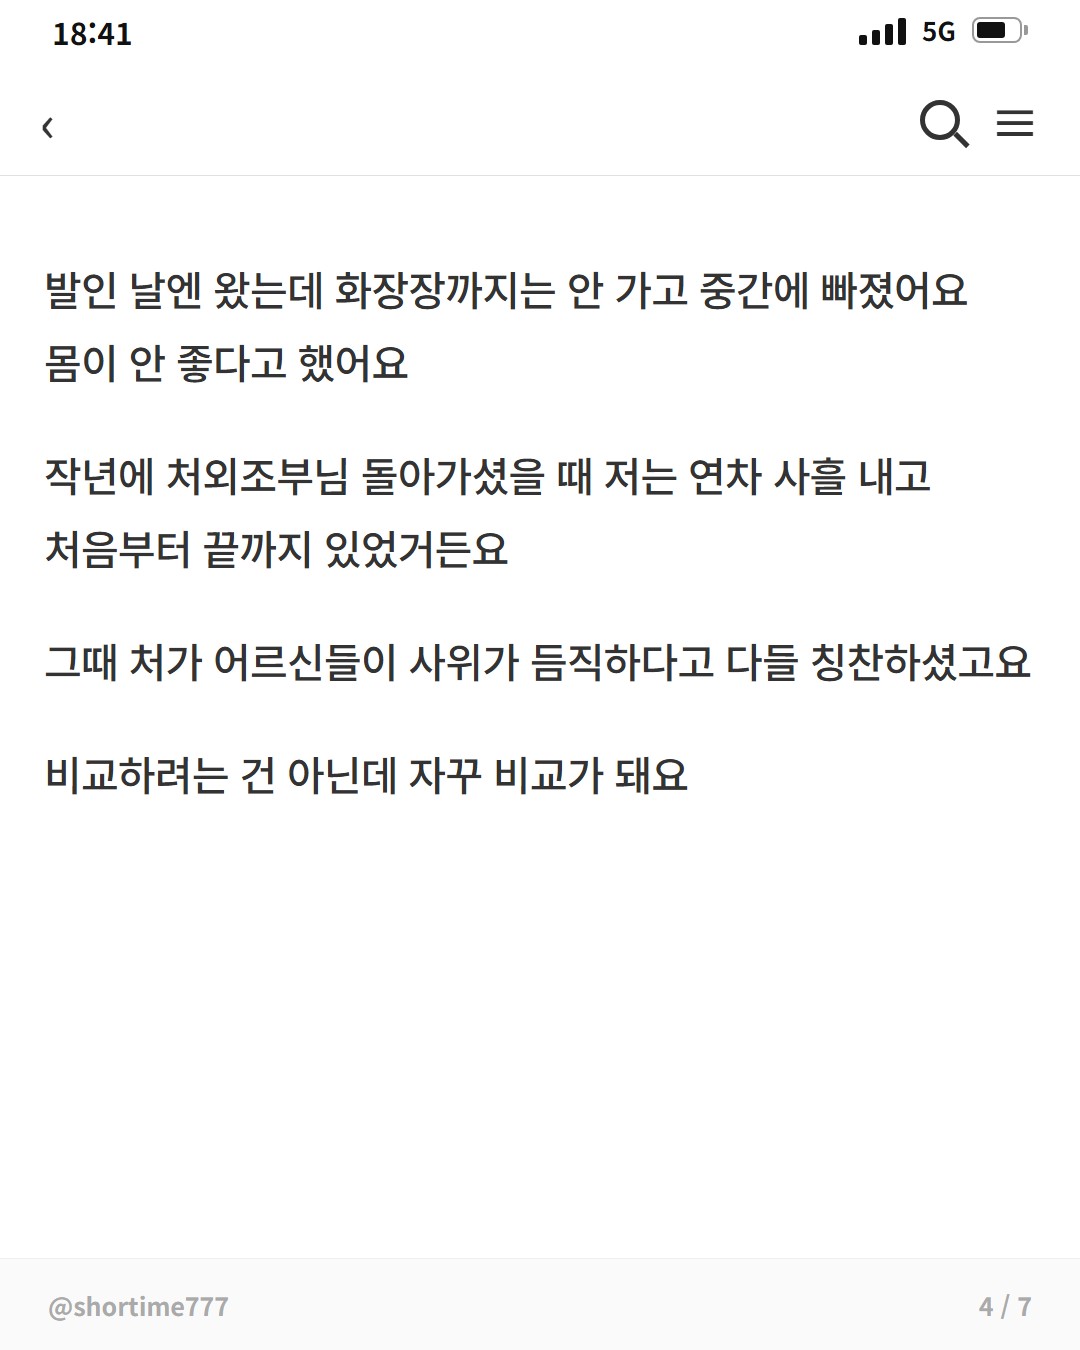 18:41
5G
발인 날엔 왔는데 화장장까지는 안 가고 중간에 빠졌어요
몸이 안 좋다고 했어요
작년에 처외조부님 돌아가셨을 때 저는 연차 사흘 내고
처음부터 끝까지 있었거든요
그때 처가 어르신들이 사위가 듬직하다고 다들 칭찬하셨고요
비교하려는 건 아닌데 자꾸 비교가 돼요
@shortime777
4 / 7